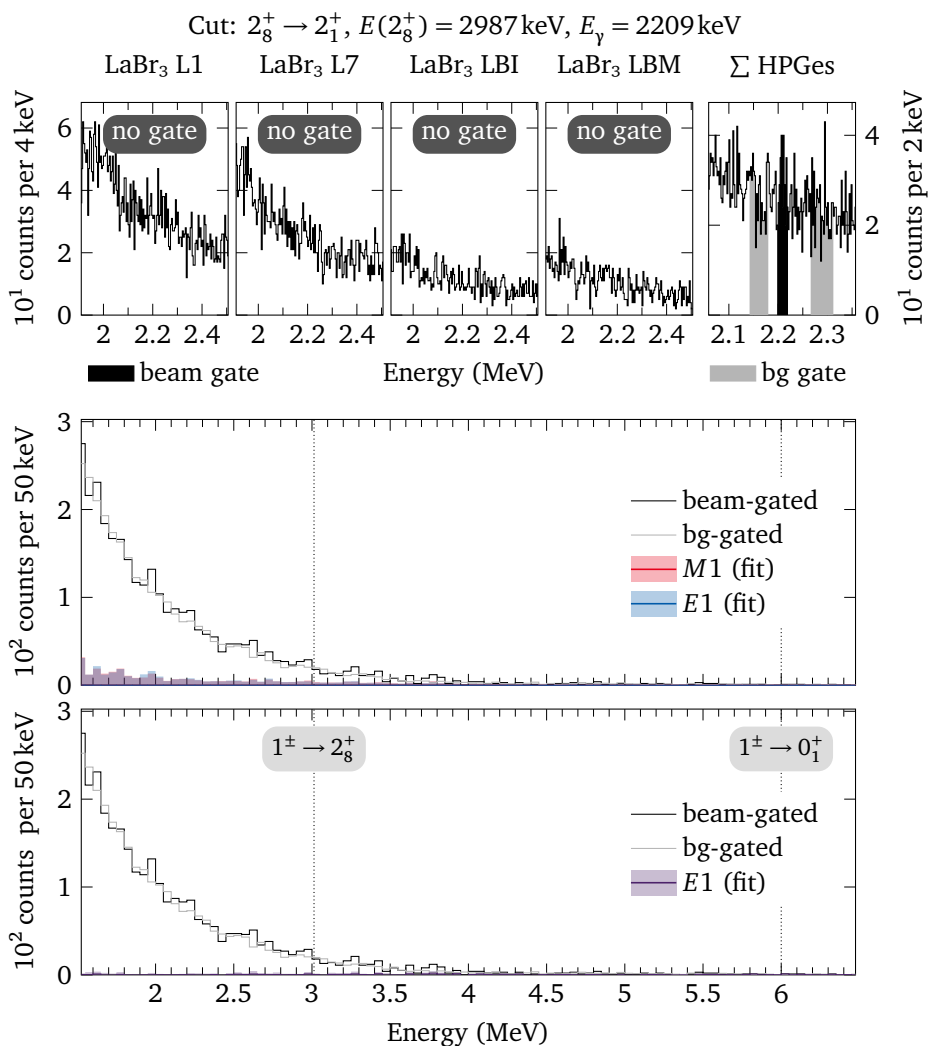 Cut: 2₈⁺ → 2₁⁺, E(2₈⁺) = 2987 keV, Eγ = 2209 keV
LaBr₃ L1 LaBr₃ L7 LaBr₃ LBI LaBr₃ LBM ∑ HPGes
no gate no gate no gate no gate
10¹ counts per 4 keV
0 2 4 6
2 2.2 2.4 2 2.2 2.4 2 2.2 2.4 2 2.2 2.4 2.1 2.2 2.3
0 2 4
10¹ counts per 2 keV
beam gate Energy (MeV) bg gate
10² counts per 50 keV
3
2
1
0
beam-gated
bg-gated
M1 (fit)
E1 (fit)
10² counts per 50 keV
3
2
1
0
1± → 2₈⁺ 1± → 0₁⁺
beam-gated
bg-gated
E1 (fit)
2 2.5 3 3.5 4 4.5 5 5.5 6
Energy (MeV)